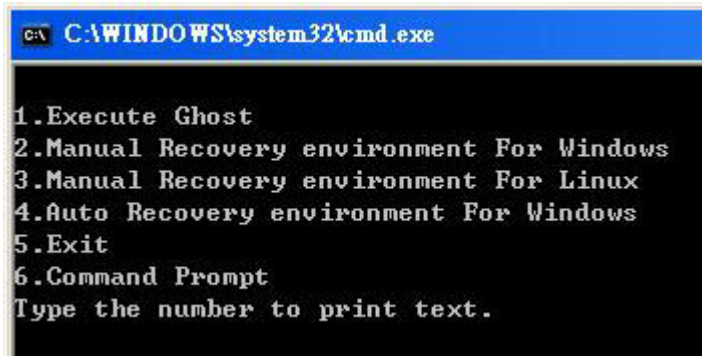 C:\WINDOWS\system32\cmd.exe
1.Execute Ghost
2.Manual Recovery environment For Windows
3.Manual Recovery environment For Linux
4.Auto Recovery environment For Windows
5.Exit
6.Command Prompt
Type the number to print text.